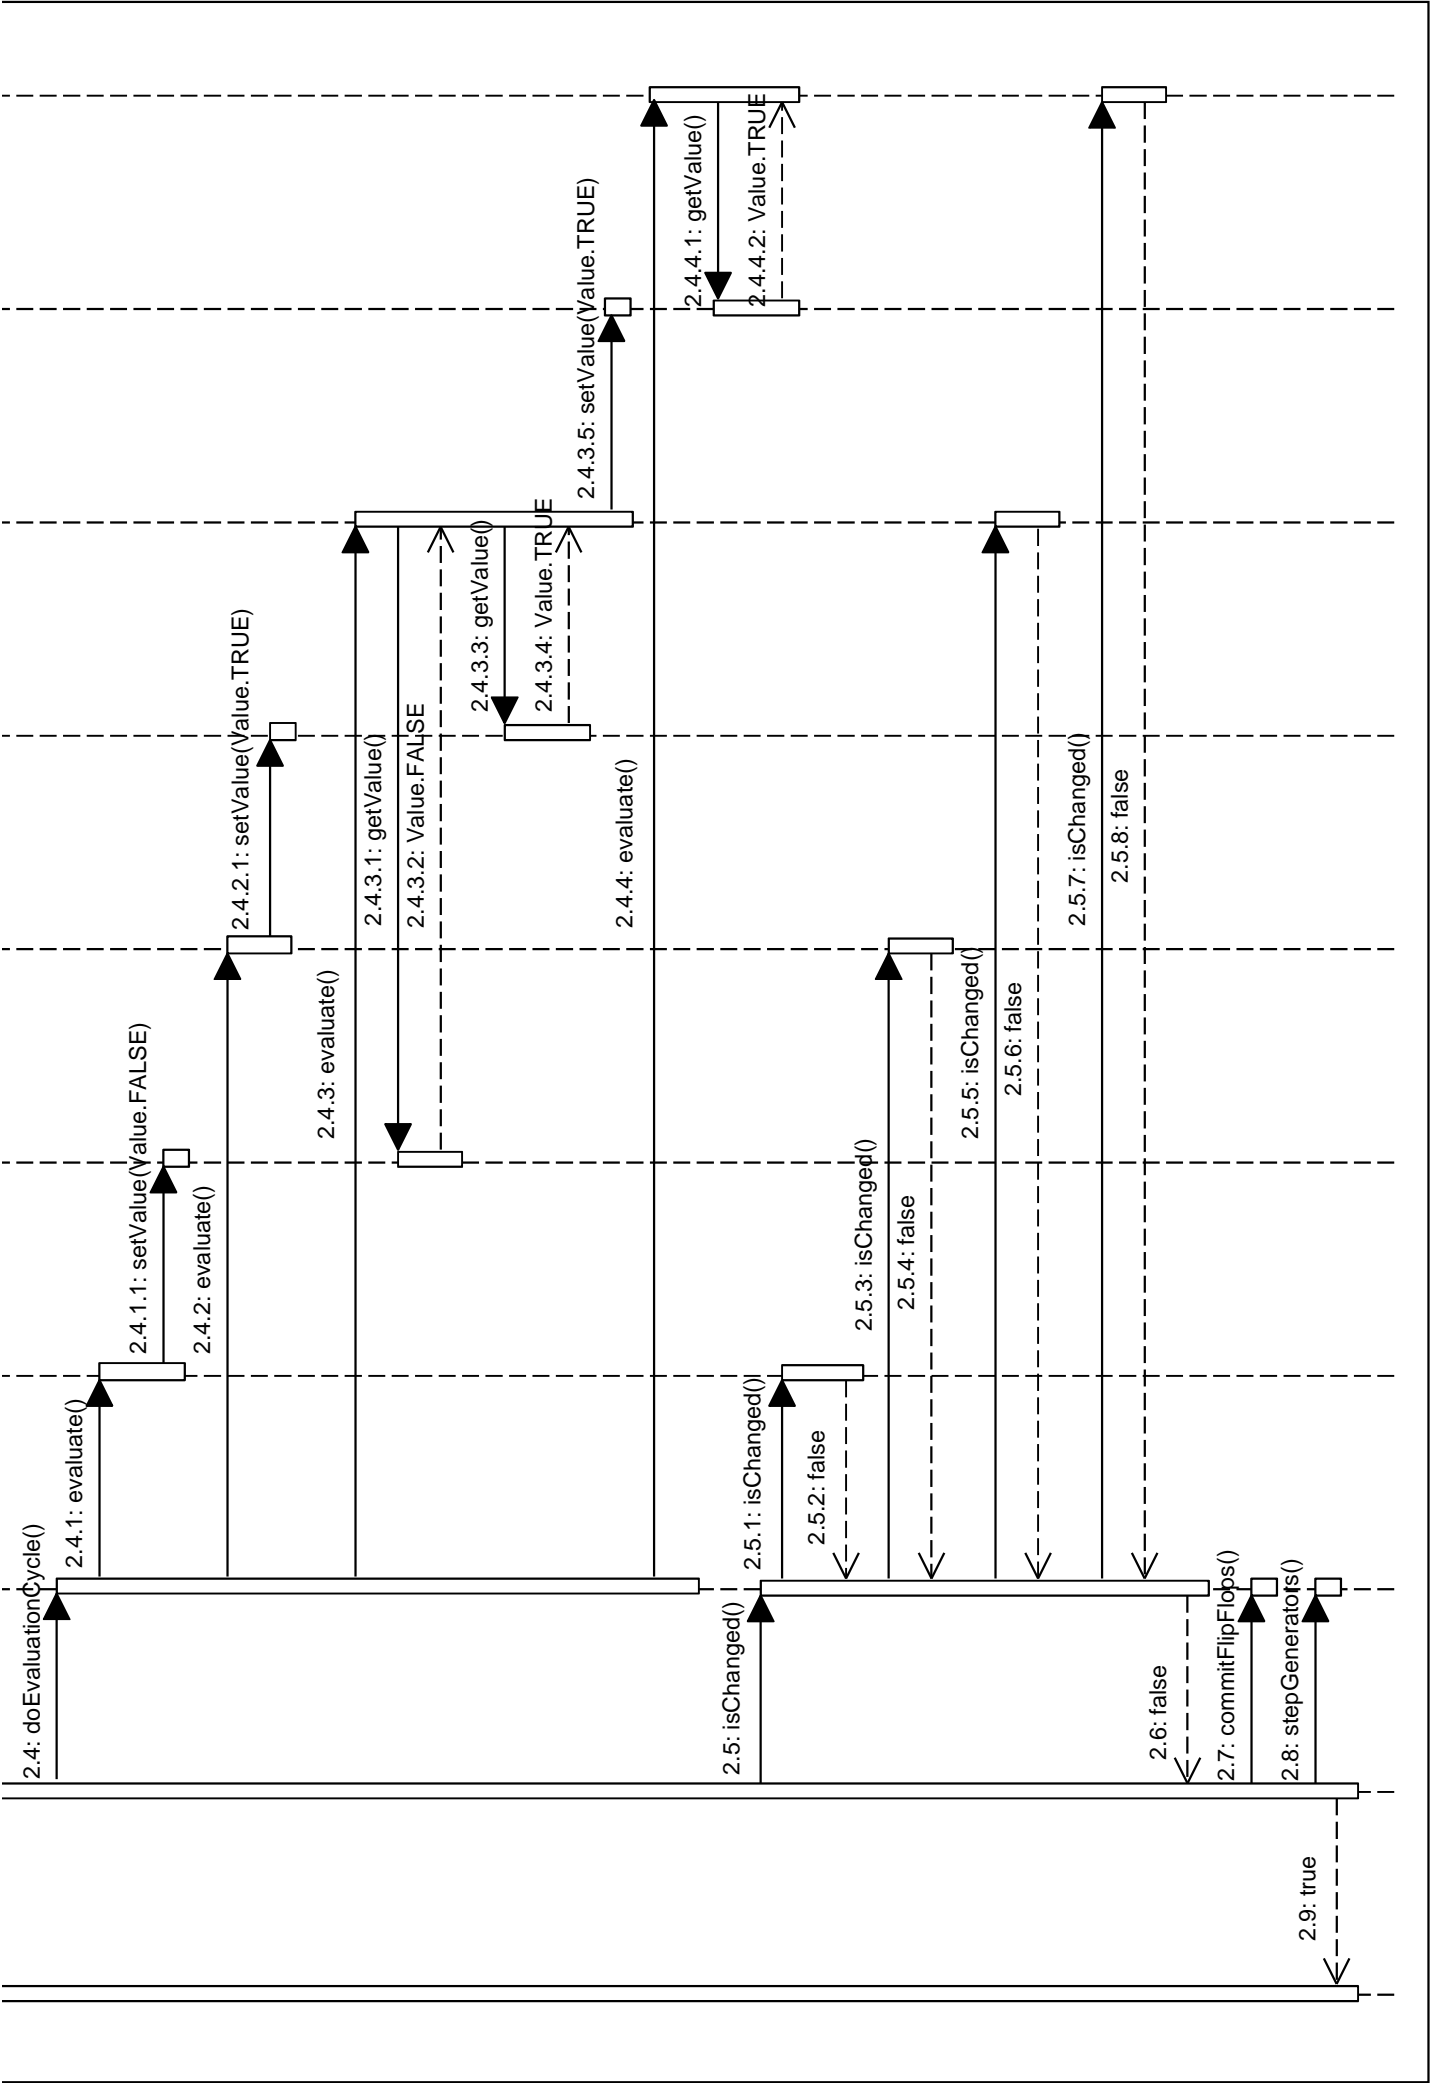 2.4: doEvaluationCycle()
2.4.1: evaluate()
2.4.1.1: setValue(Value.FALSE)
2.4.2: evaluate()
2.4.2.1: setValue(Value.TRUE)
2.4.3: evaluate()
2.4.3.1: getValue()
2.4.3.2: Value.FALSE
2.4.3.3: getValue()
2.4.3.4: Value.TRUE
2.4.3.5: setValue(Value.TRUE)
2.4.4: evaluate()
2.4.4.1: getValue()
2.4.4.2: Value.TRUE
2.5: isChanged()
2.5.1: isChanged()
2.5.2: false
2.5.3: isChanged()
2.5.4: false
2.5.5: isChanged()
2.5.6: false
2.5.7: isChanged()
2.5.8: false
2.6: false
2.7: commitFlipFlops()
2.8: stepGenerators()
2.9: true